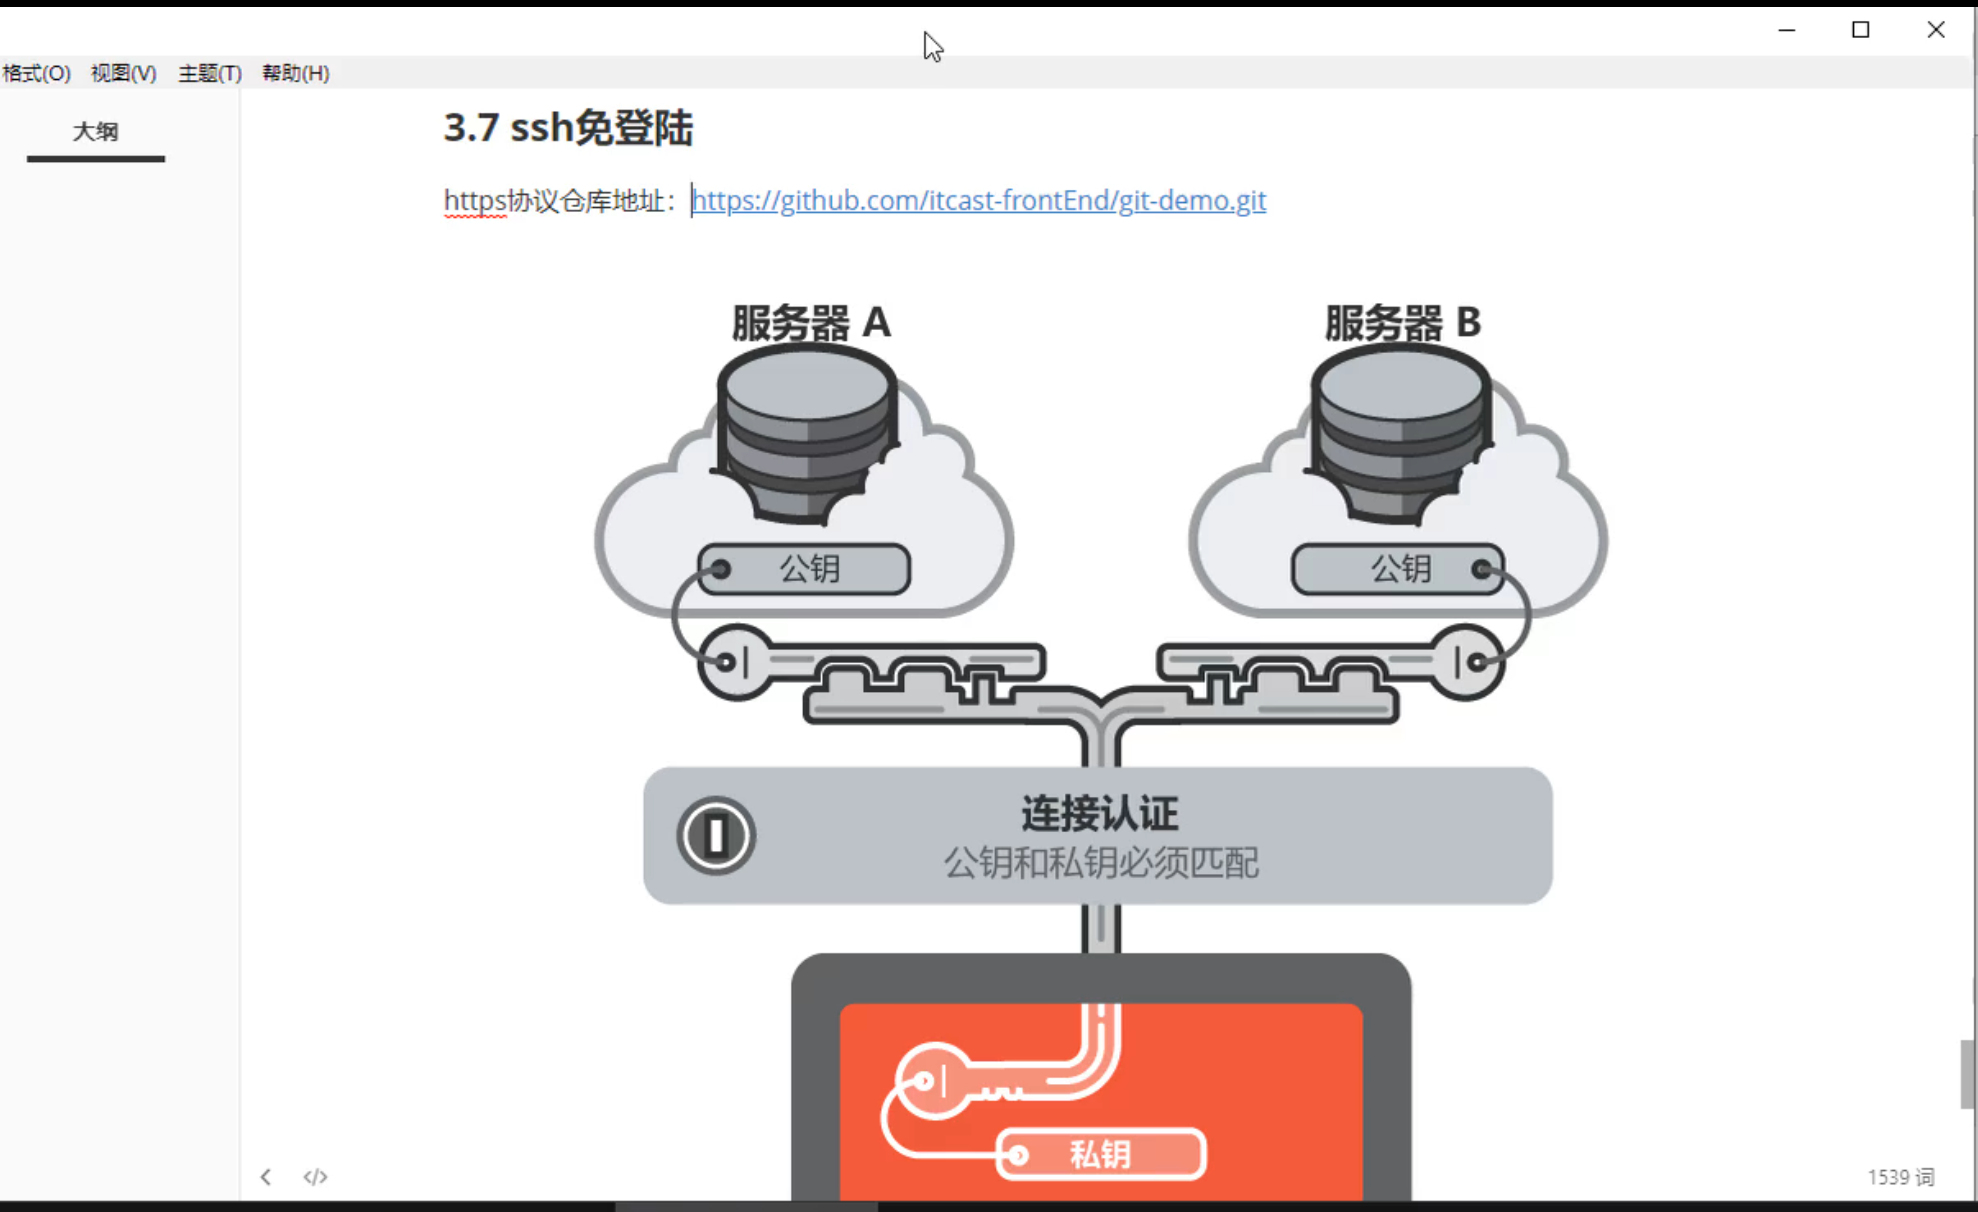 格式(O) 视图(V) 主题(T) 帮助(H)
大纲
3.7 ssh免登陆
https协议仓库地址：https://github.com/itcast-frontEnd/git-demo.git
服务器 A
服务器 B
公钥
公钥
连接认证
公钥和私钥必须匹配
私钥
</> 1539 词